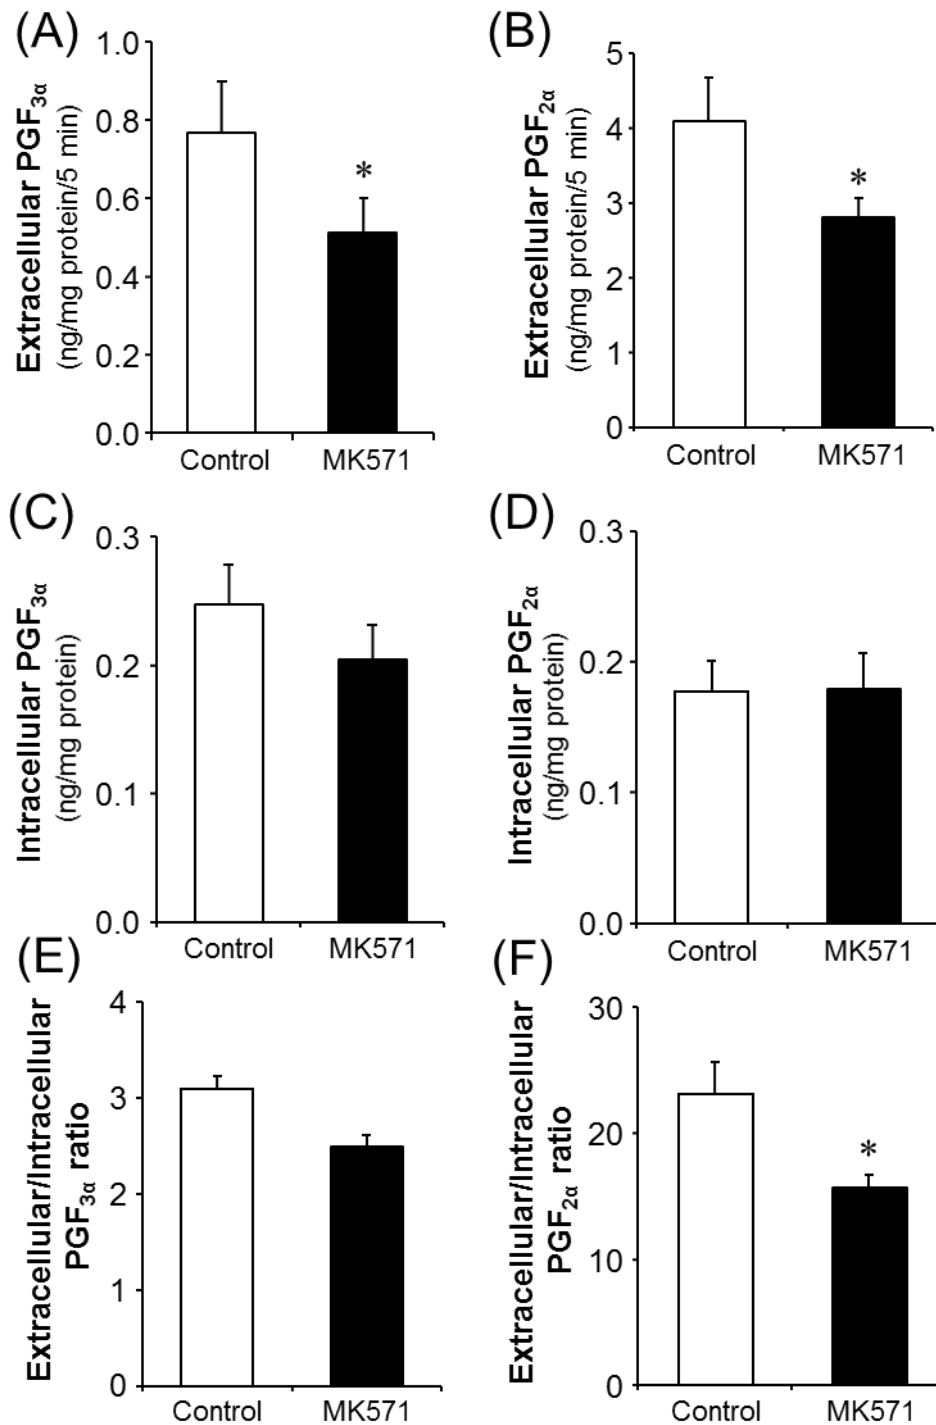 (A)
Extracellular PGF3α
(ng/mg protein/5 min)
1.0
0.8
0.6
0.4
0.2
0.0
*
Control MK571
(B)
Extracellular PGF2α
(ng/mg protein/5 min)
5
4
3
2
1
0
*
Control MK571
(C)
Intracellular PGF3α
(ng/mg protein)
0.3
0.2
0.1
0.0
Control MK571
(D)
Intracellular PGF2α
(ng/mg protein)
0.3
0.2
0.1
0.0
Control MK571
(E)
Extracellular/Intracellular
PGF3α ratio
4
3
2
1
0
Control MK571
(F)
Extracellular/Intracellular
PGF2α ratio
30
20
10
0
*
Control MK571